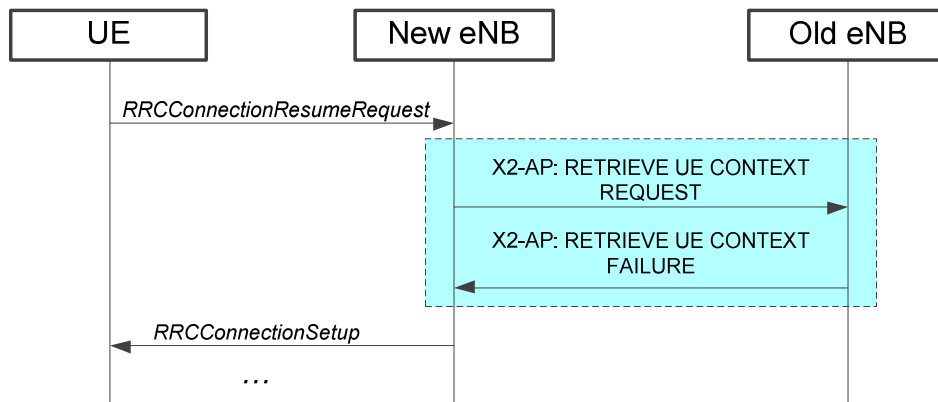 UE
New eNB
Old eNB
RRCConnectionResumeRequest
X2-AP: RETRIEVE UE CONTEXT
REQUEST
X2-AP: RETRIEVE UE CONTEXT
FAILURE
RRCConnectionSetup
...